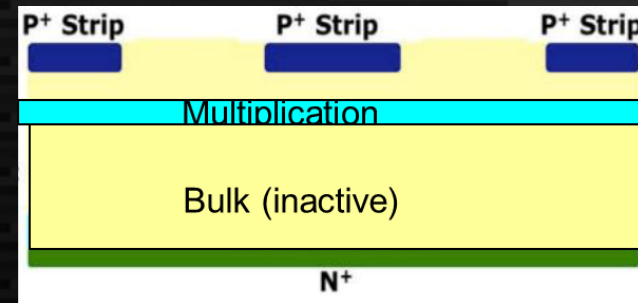 P⁺ Strip P⁺ Strip P⁺ Strip
Multiplication
Bulk (inactive)
N⁺